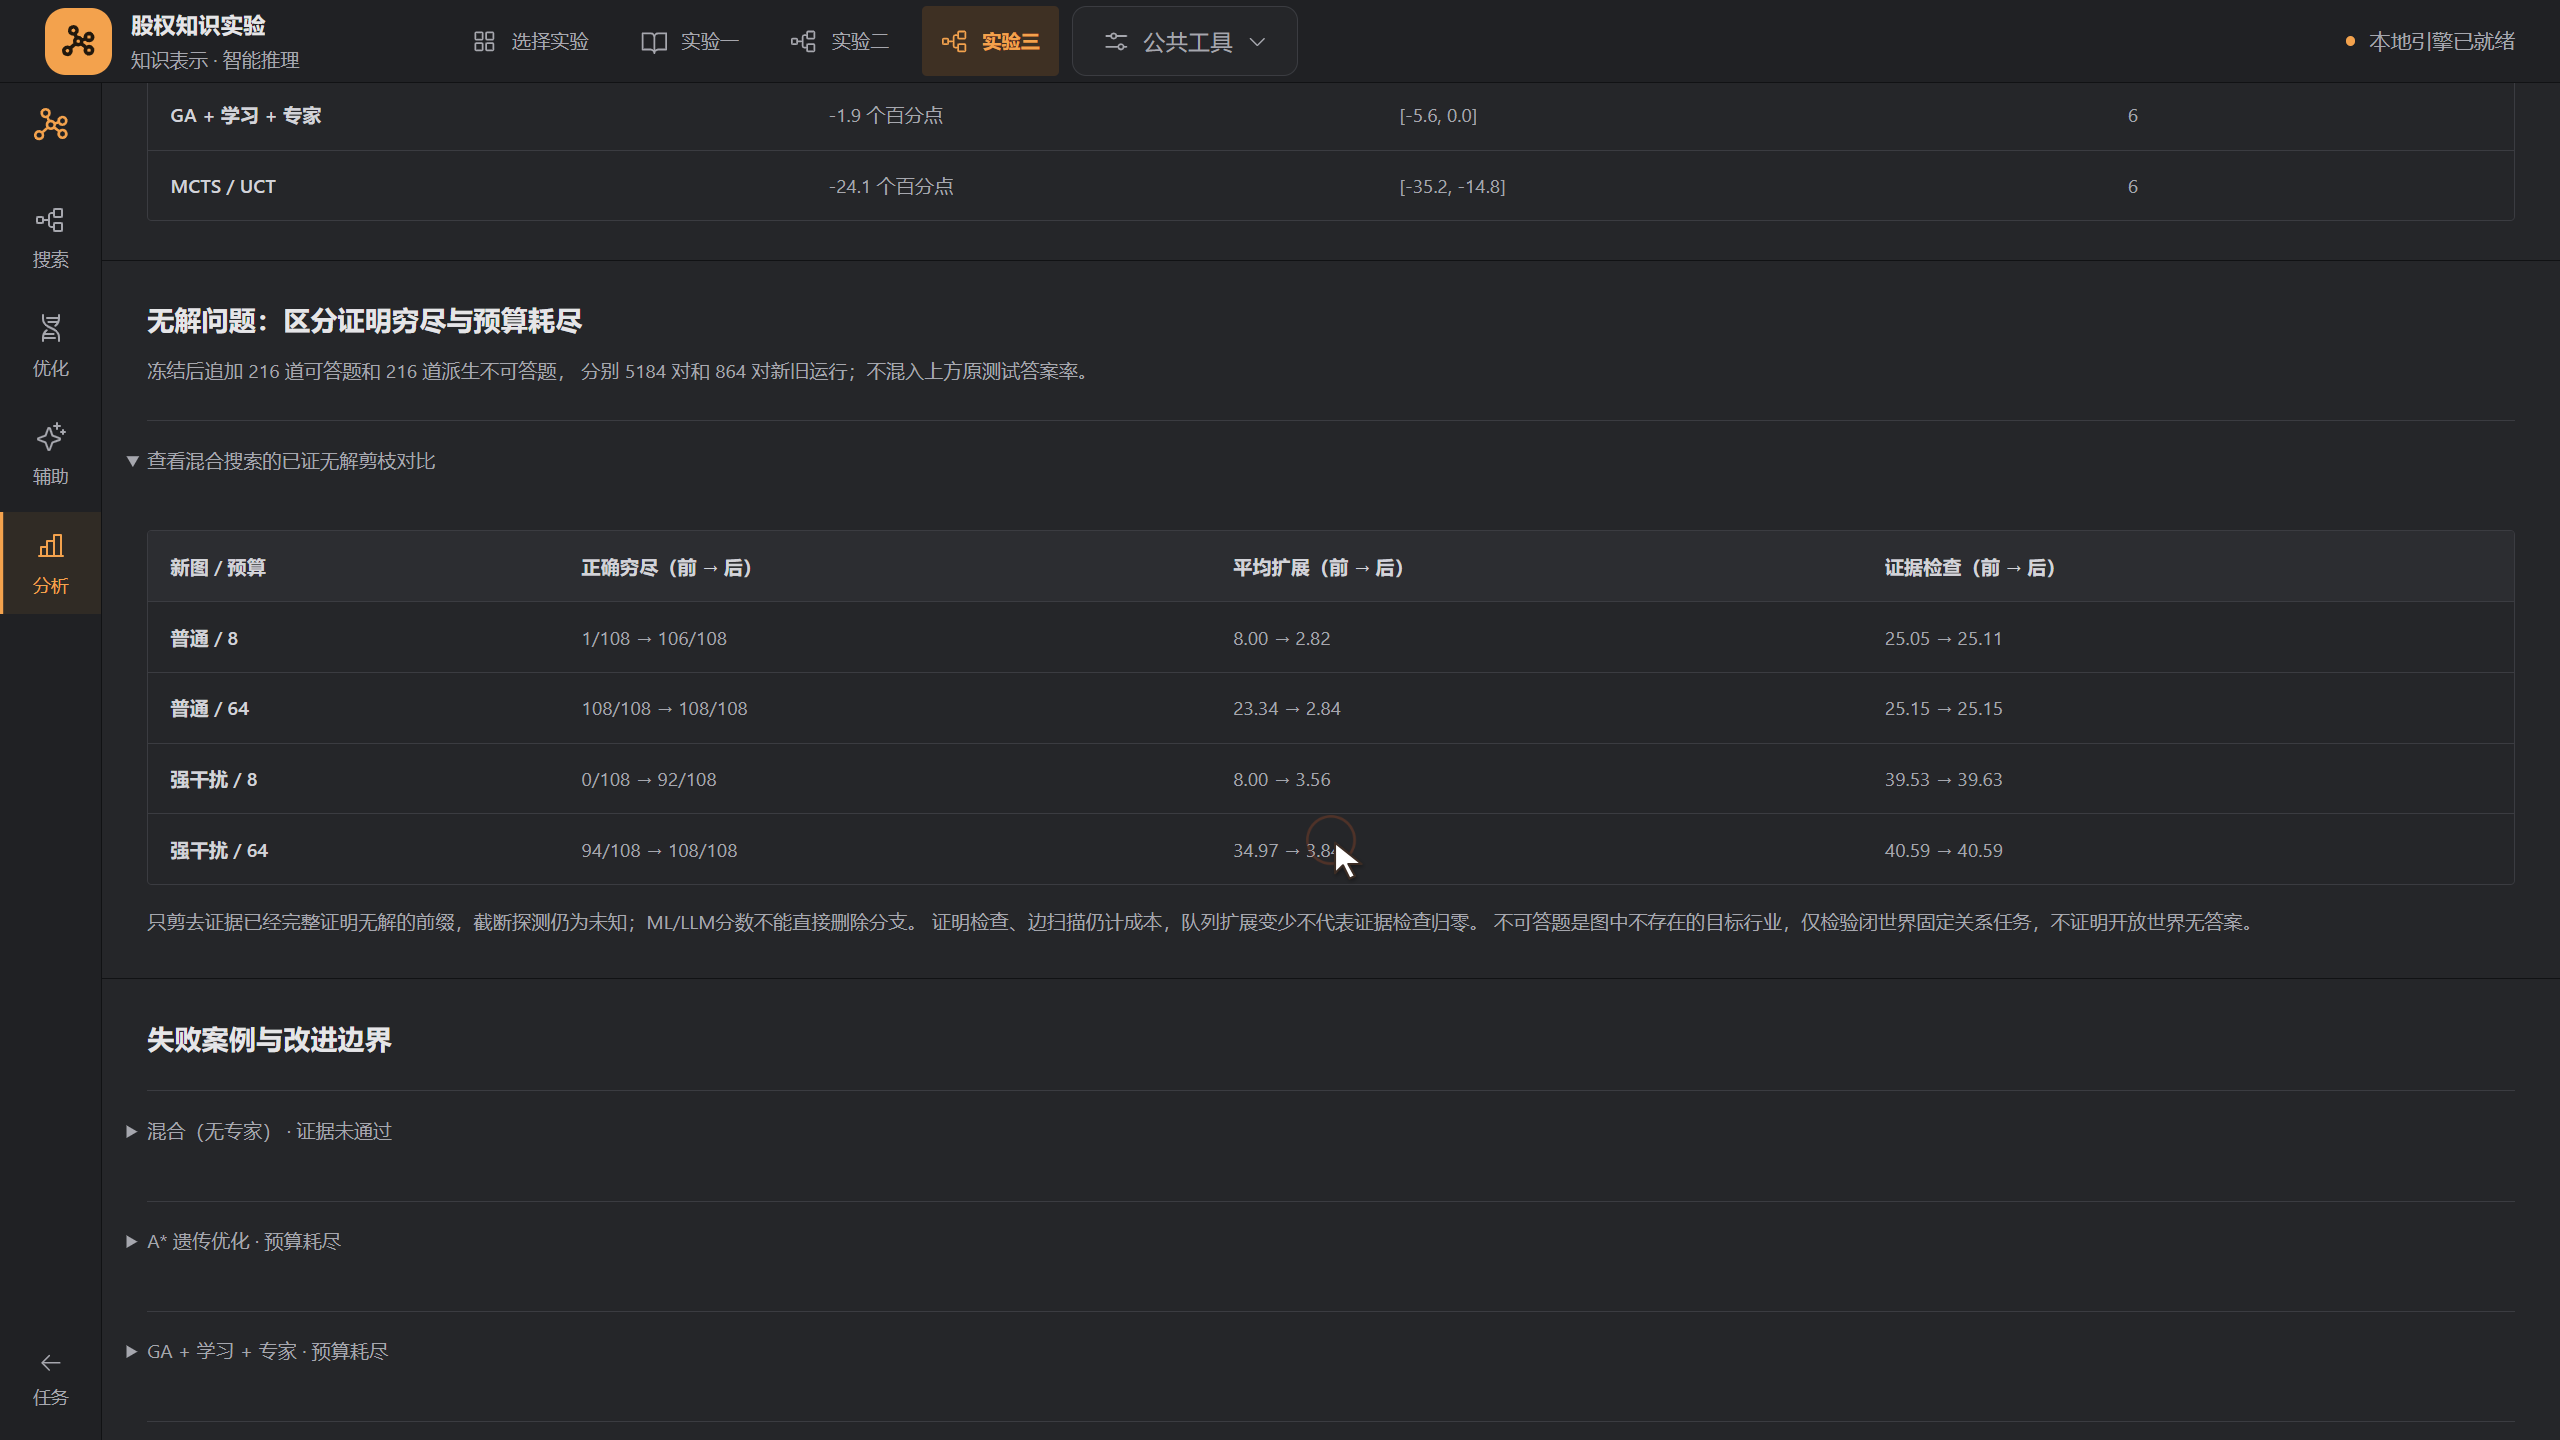 股权知识实验
知识表示 · 智能推理
选择实验
实验一
实验二
实验三
公共工具
本地引擎已就绪
搜索
优化
辅助
分析
任务
GA + 学习 + 专家 -1.9 个百分点 [-5.6, 0.0] 6
MCTS / UCT -24.1 个百分点 [-35.2, -14.8] 6
无解问题：区分证明穷尽与预算耗尽
冻结后追加 216 道可答题和 216 道派生不可答题， 分别 5184 对和 864 对新旧运行；不混入上方原测试答案率。
查看混合搜索的已证无解剪枝对比
新图 / 预算 正确穷尽（前 → 后） 平均扩展（前 → 后） 证据检查（前 → 后）
普通 / 8 1/108 → 106/108 8.00 → 2.82 25.05 → 25.11
普通 / 64 108/108 → 108/108 23.34 → 2.84 25.15 → 25.15
强干扰 / 8 0/108 → 92/108 8.00 → 3.56 39.53 → 39.63
强干扰 / 64 94/108 → 108/108 34.97 → 3.84 40.59 → 40.59
只剪去证据已经完整证明无解的前缀，截断探测仍为未知；ML/LLM分数不能直接删除分支。 证明检查、边扫描仍计成本，队列扩展变少不代表证据检查归零。 不可答题是图中不存在的目标行业，仅检验闭世界固定关系任务，不证明开放世界无答案。
失败案例与改进边界
混合（无专家） · 证据未通过
A* 遗传优化 · 预算耗尽
GA + 学习 + 专家 · 预算耗尽